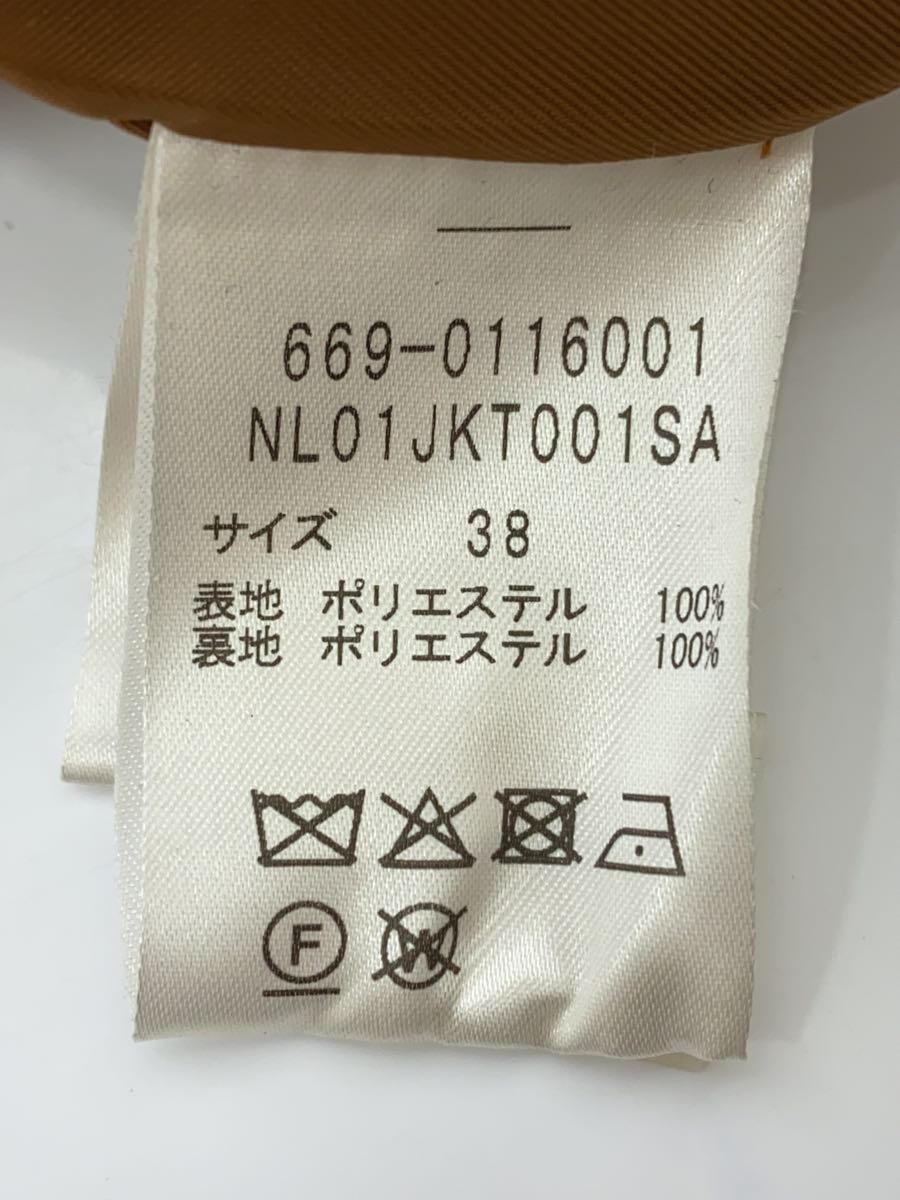 669-0116001
NL01JKT001SA
サイズ 38
表地 ポリエステル 100%
裏地 ポリエステル 100%
F W